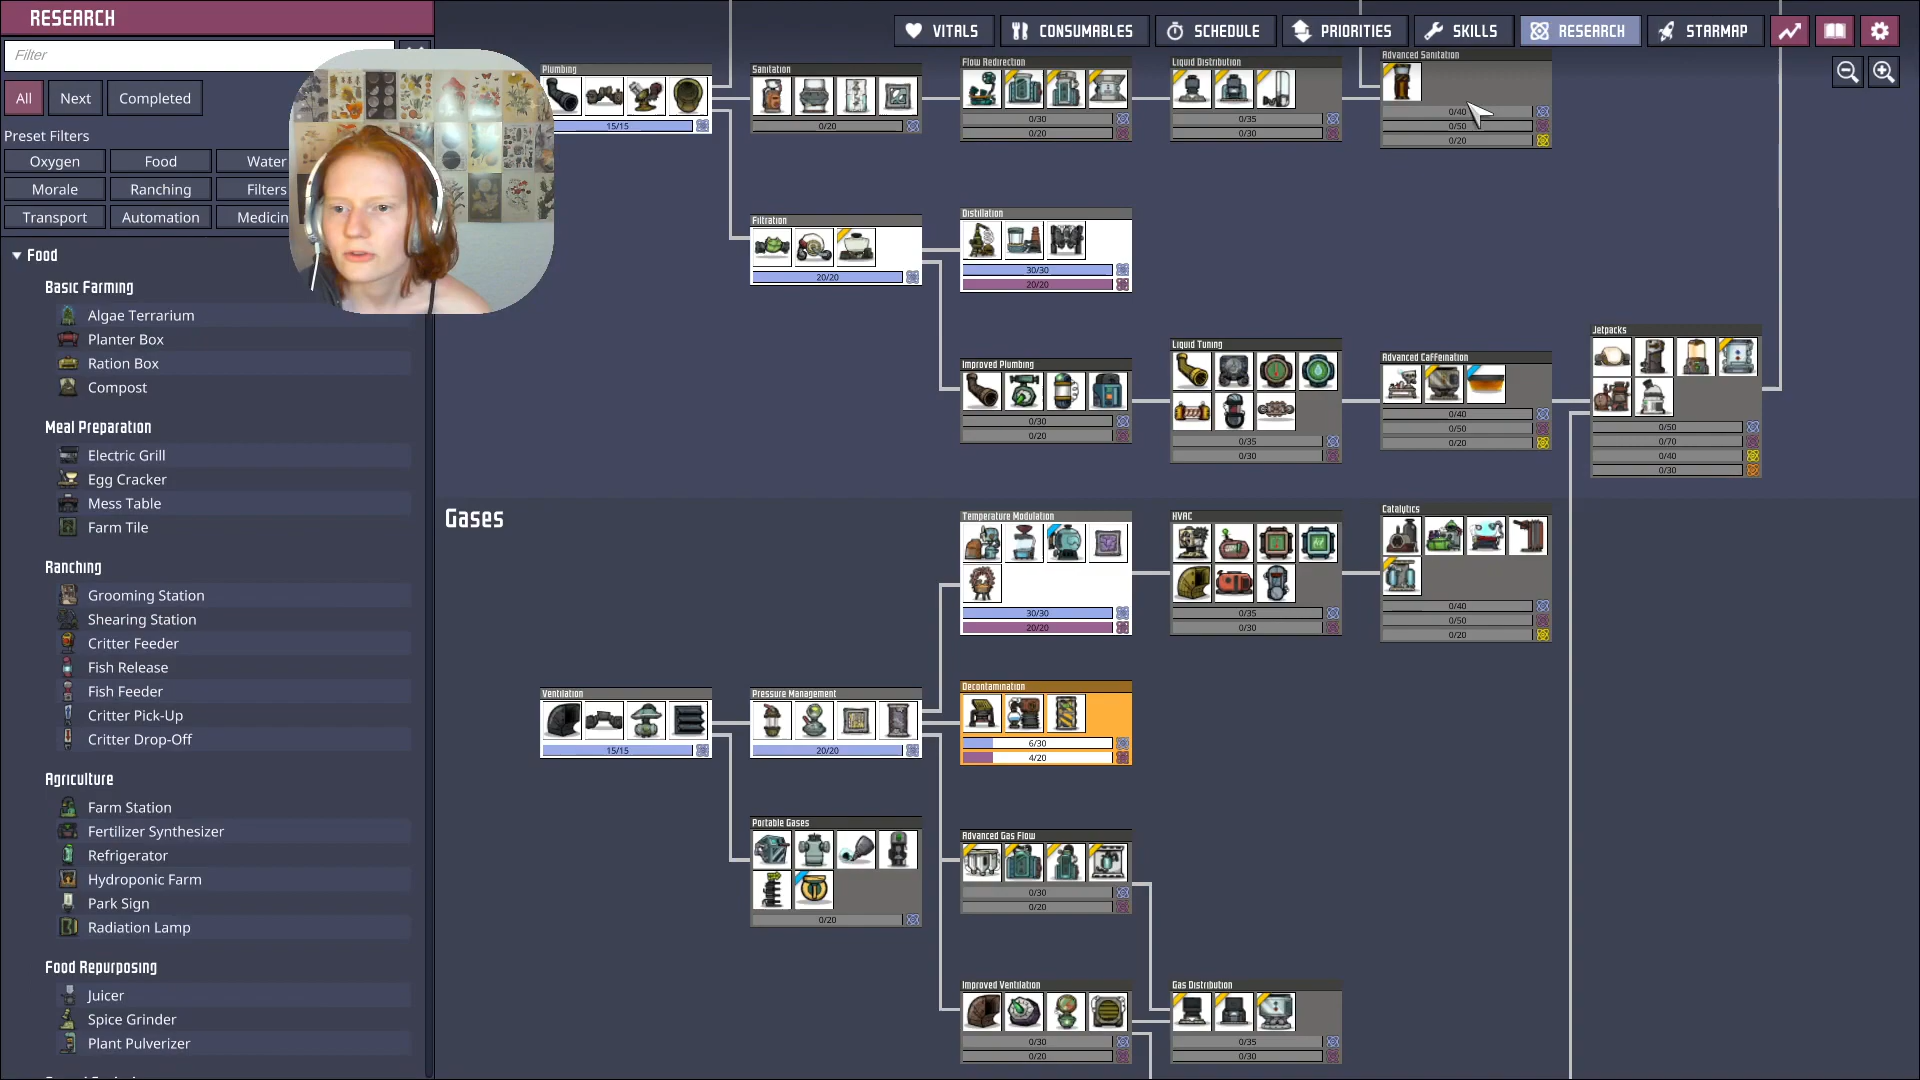 RESEARCH
VITALS
CONSUMABLES
SCHEDULE
PRIORITIES
SKILLS
RESEARCH
STARMAP
Filter
All
Next
Completed
Preset Filters
Oxygen
Food
Water
Morale
Ranching
Filters
Transport
Automation
Medicin
Food
Basic Farming
Algae Terrarium
Planter Box
Ration Box
Compost
Meal Preparation
Electric Grill
Egg Cracker
Mess Table
Farm Tile
Ranching
Grooming Station
Shearing Station
Critter Feeder
Fish Release
Fish Feeder
Critter Pick-Up
Critter Drop-Off
Agriculture
Farm Station
Fertilizer Synthesizer
Refrigerator
Hydroponic Farm
Park Sign
Radiation Lamp
Food Repurposing
Juicer
Spice Grinder
Plant Pulverizer
Plumbing
15/15
Sanitation
0/20
Flow Redirection
0/30
0/20
Liquid Distribution
0/35
0/30
Advanced Sanitation
0/40
0/50
0/20
Filtration
20/20
Distillation
30/30
20/20
Improved Plumbing
0/30
0/20
Liquid Tuning
0/35
0/30
Advanced Caffeination
0/40
0/50
0/20
Jetpacks
0/50
0/70
0/40
0/30
Gases
Temperature Modulation
30/30
20/20
HVAC
0/35
0/30
Catalytics
0/40
0/50
0/20
Ventilation
15/15
Pressure Management
20/20
Decontamination
6/30
4/20
Portable Gases
0/20
Advanced Gas Flow
0/30
0/20
Improved Ventilation
0/30
0/20
Gas Distribution
0/35
0/30